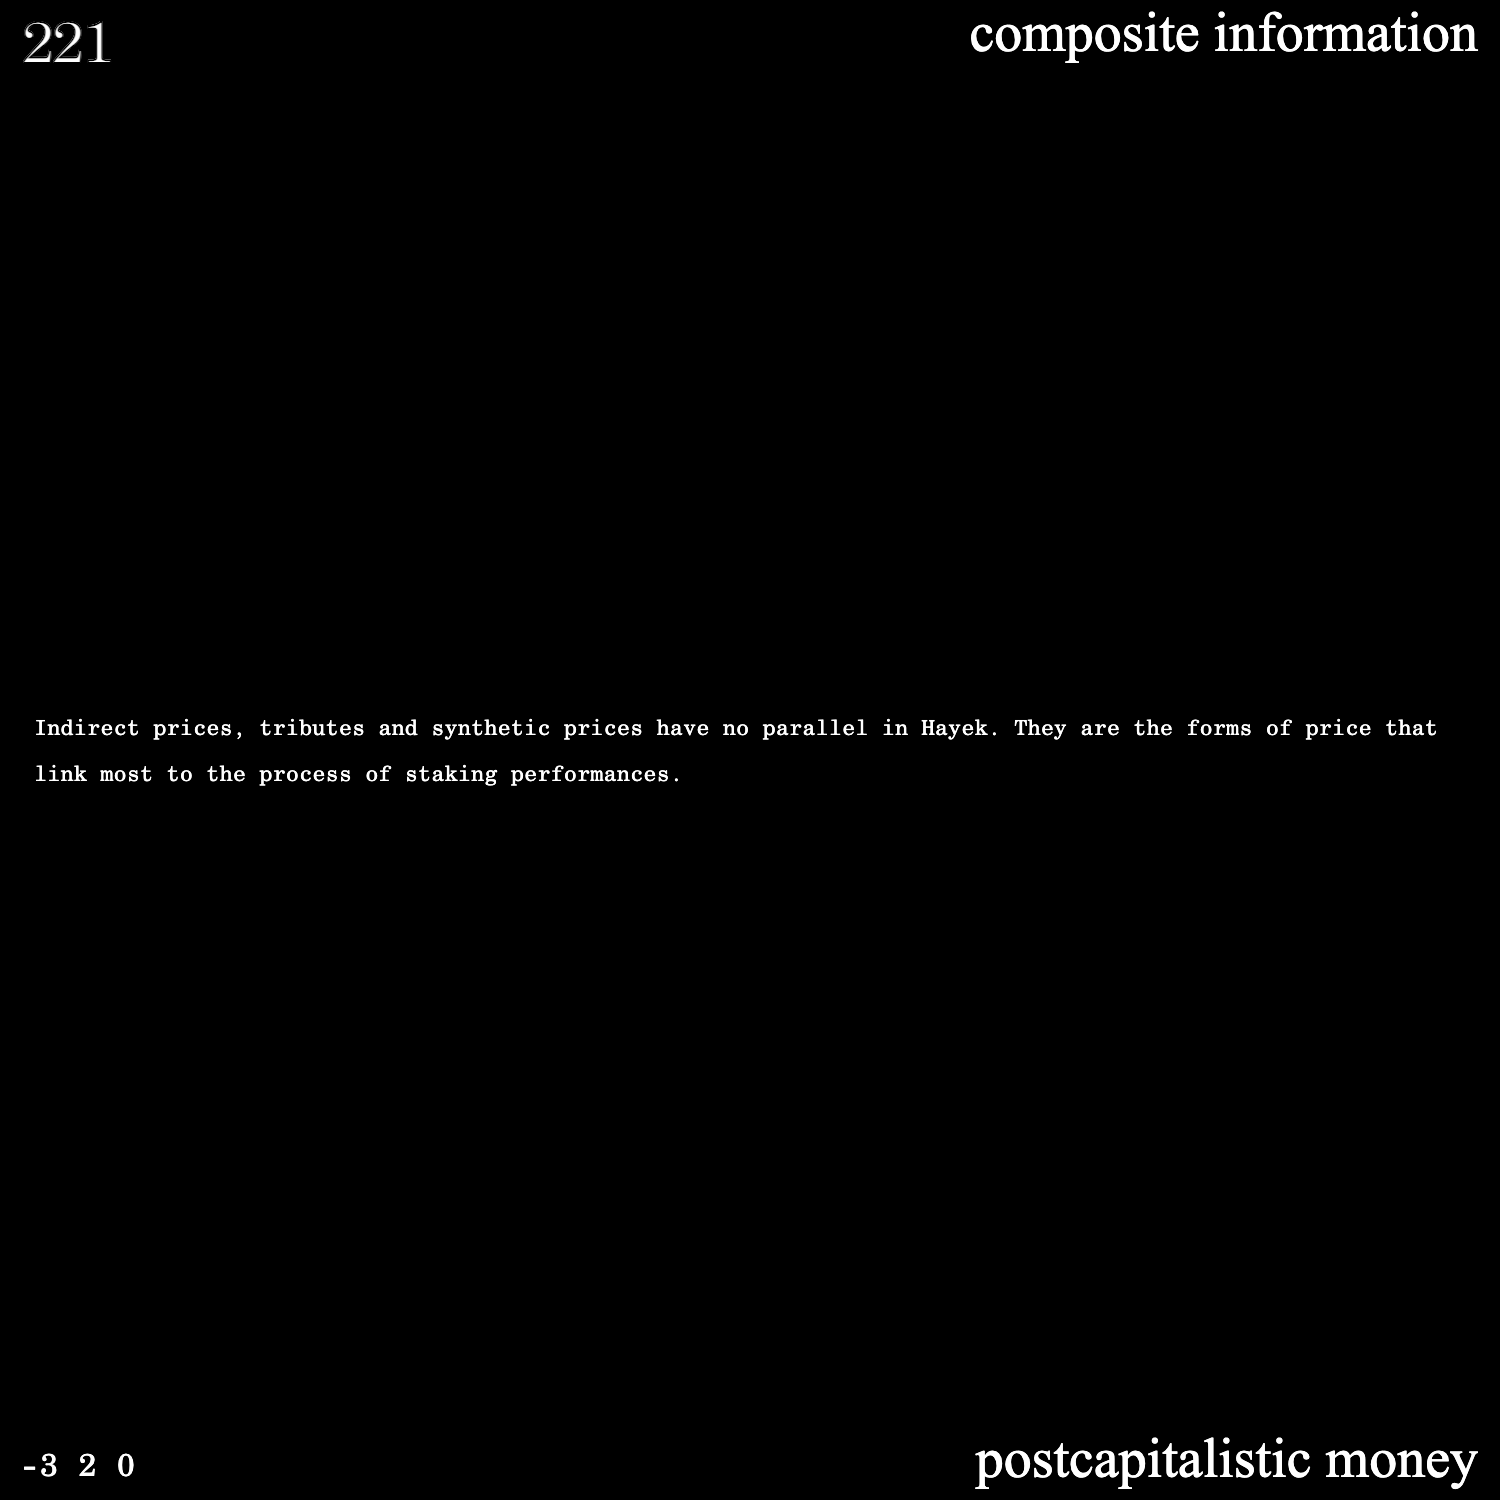 221
composite information
Indirect prices, tributes and synthetic prices have no parallel in Hayek. They are the forms of price that
link most to the process of staking performances.
-3 2 0
postcapitalistic money